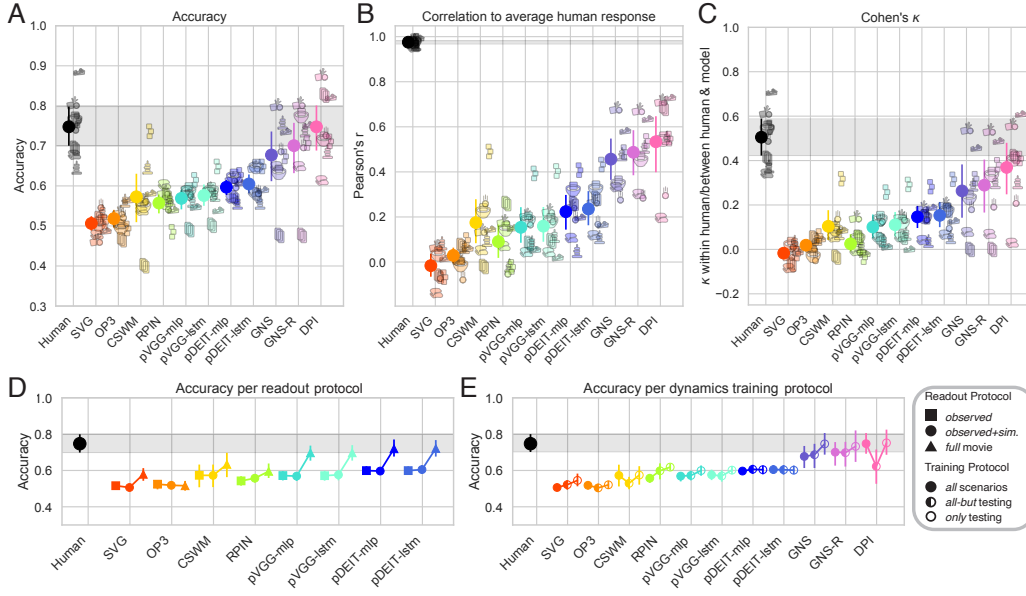 A
Accuracy
Accuracy
0.9
0.8
0.7
0.6
0.5
0.4
0.3
Human
SVG
OP3
CSWM
RPIN
pVGG-mlp
pVGG-lstm
pDEIT-mlp
pDEIT-lstm
GNS
GNS-R
DPI
B
Correlation to average human response
Pearson's r
1.0
0.8
0.6
0.4
0.2
0.0
Human
SVG
OP3
CSWM
RPIN
pVGG-mlp
pVGG-lstm
pDEIT-mlp
pDEIT-lstm
GNS
GNS-R
DPI
C
Cohen's κ
κ within human/between human & model
0.8
0.6
0.4
0.2
0.0
−0.2
Human
SVG
OP3
CSWM
RPIN
pVGG-mlp
pVGG-lstm
pDEIT-mlp
pDEIT-lstm
GNS
GNS-R
DPI
D
Accuracy per readout protocol
Accuracy
1.0
0.8
0.6
0.4
Human
SVG
OP3
CSWM
RPIN
pVGG-mlp
pVGG-lstm
pDEIT-mlp
pDEIT-lstm
E
Accuracy per dynamics training protocol
Accuracy
1.0
0.8
0.6
0.4
Human
SVG
OP3
CSWM
RPIN
pVGG-mlp
pVGG-lstm
pDEIT-mlp
pDEIT-lstm
GNS
GNS-R
DPI
Readout Protocol
observed
observed+sim.
full movie
Training Protocol
all scenarios
all-but testing
only testing